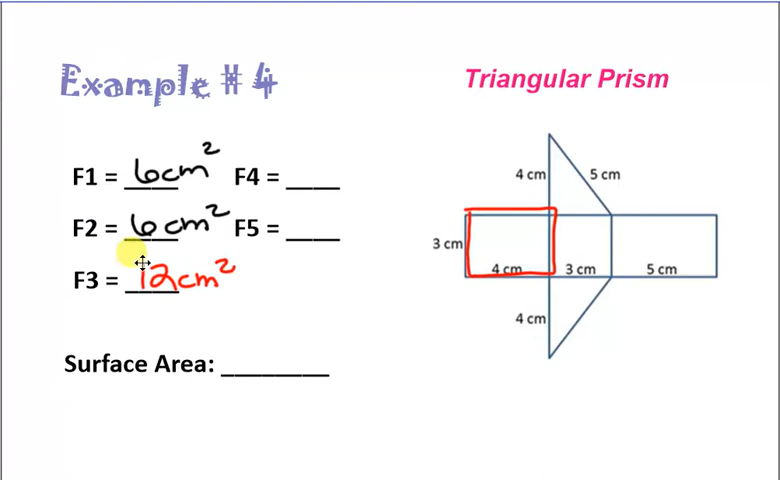 Example #4
Triangular Prism
F1 = 6cm² F4 = ____
F2 = 6cm² F5 = ____
F3 = 12cm²
Surface Area: ________
4 cm
5 cm
3 cm
4 cm
3 cm
5 cm
4 cm